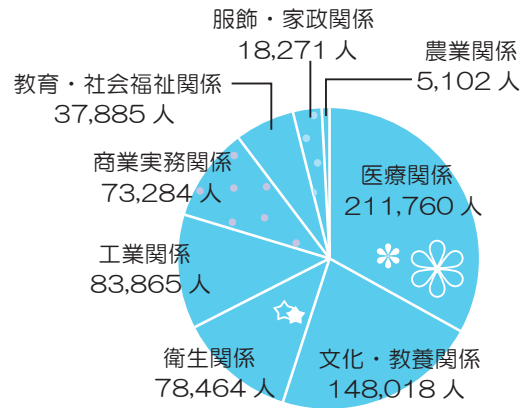 服飾・家政関係
18,271 人
農業関係
5,102 人
教育・社会福祉関係
37,885 人
商業実務関係
73,284 人
医療関係
211,760 人
工業関係
83,865 人
衛生関係
78,464 人
文化・教養関係
148,018 人